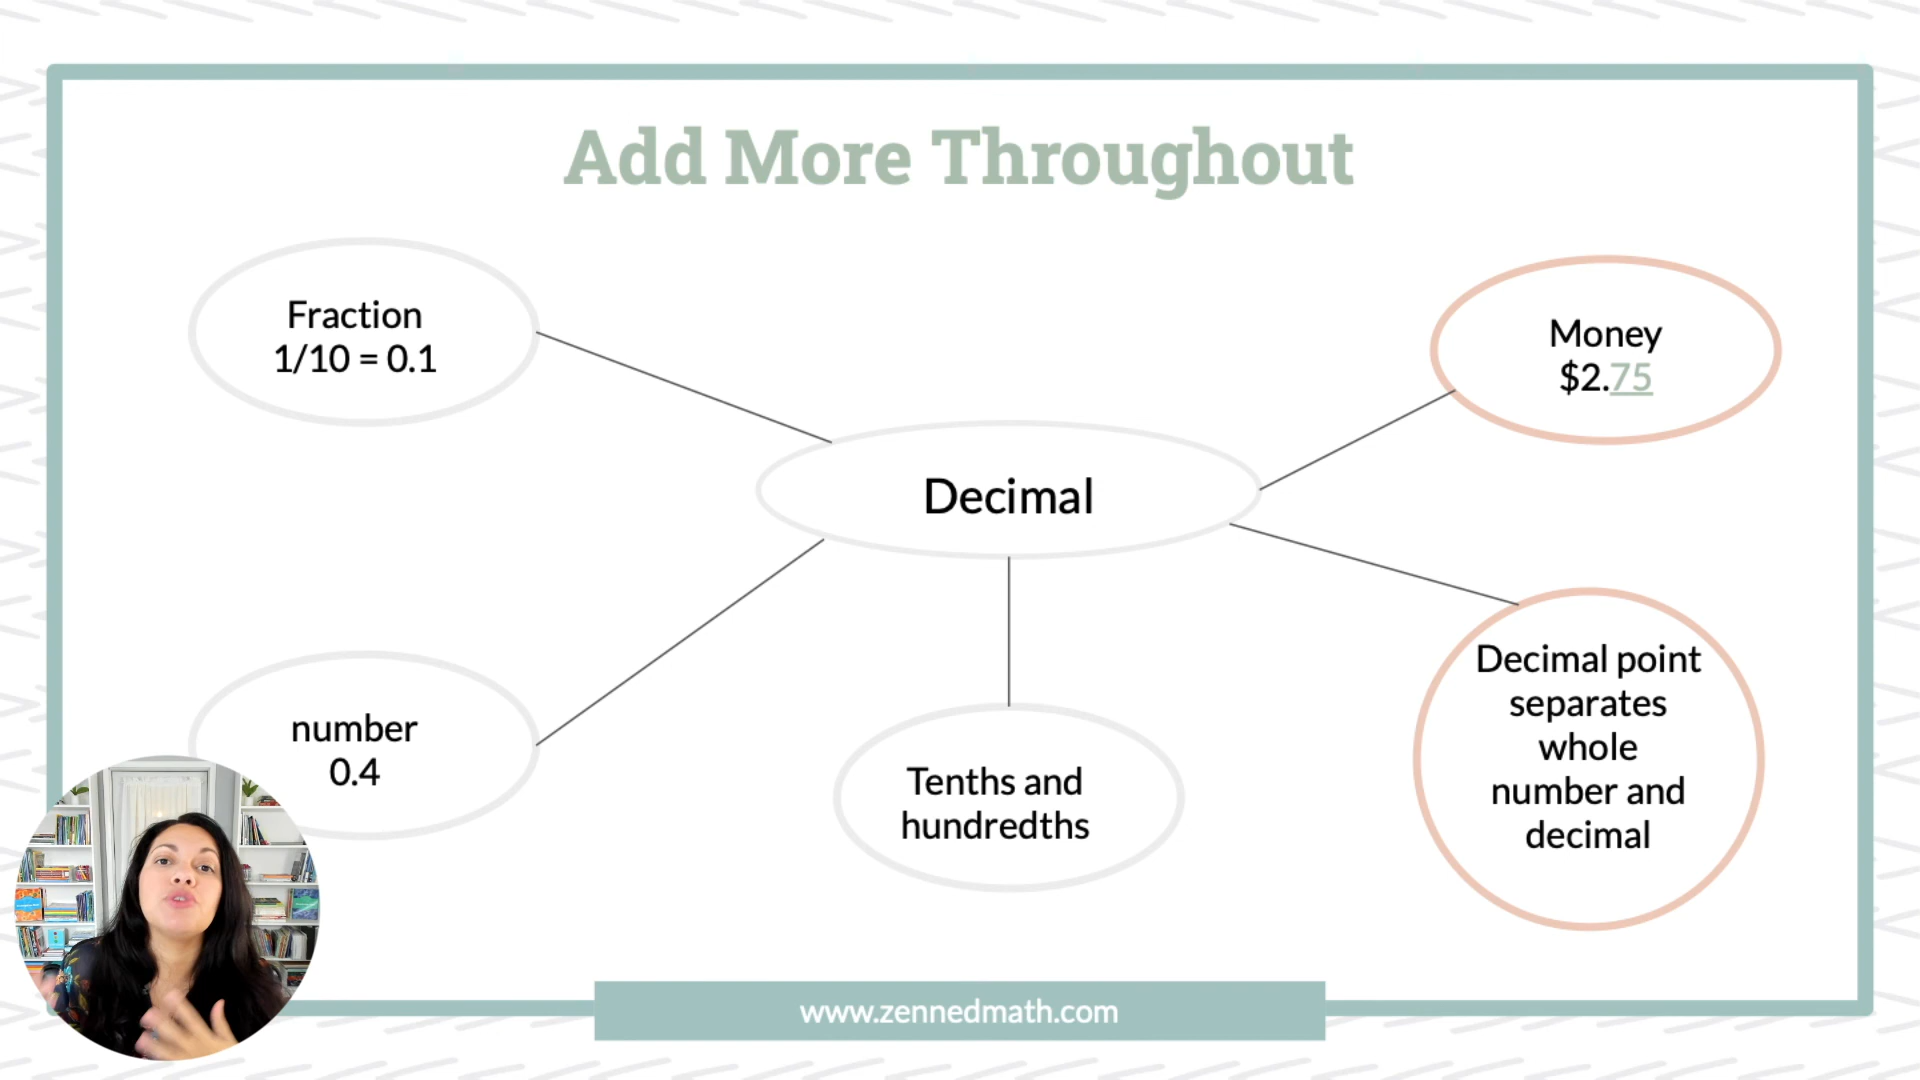 Add More Throughout
Fraction
1/10 = 0.1
Money
$2.75
Decimal
number
0.4
Tenths and
hundredths
Decimal point
separates
whole
number and
decimal
www.zennedmath.com